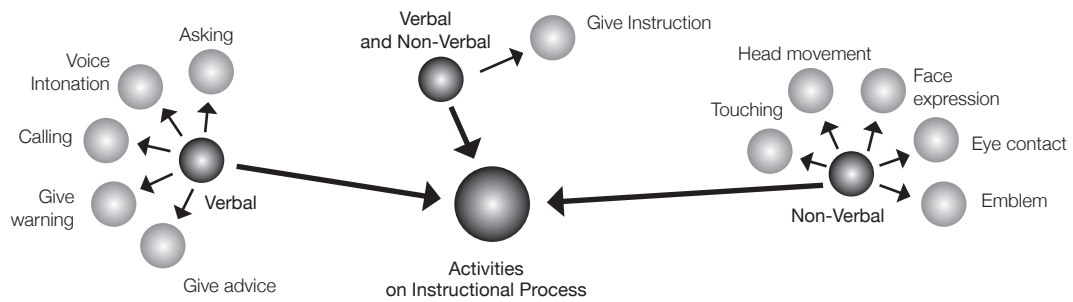 Asking
Voice
Intonation
Calling
Give
warning
Verbal
Give advice
Verbal
and Non-Verbal
Give Instruction
Activities
on Instructional Process
Head movement
Face
expression
Touching
Eye contact
Emblem
Non-Verbal